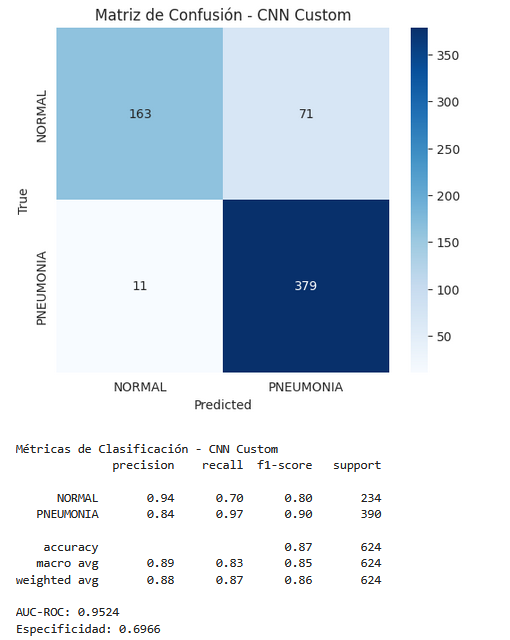 Matriz de Confusión - CNN Custom
NORMAL
163
71
PNEUMONIA
11
379
True
NORMAL PNEUMONIA
Predicted
350
300
250
200
150
100
50
Métricas de Clasificación - CNN Custom
precision recall f1-score support
NORMAL 0.94 0.70 0.80 234
PNEUMONIA 0.84 0.97 0.90 390
accuracy 0.87 624
macro avg 0.89 0.83 0.85 624
weighted avg 0.88 0.87 0.86 624
AUC-ROC: 0.9524
Especificidad: 0.6966